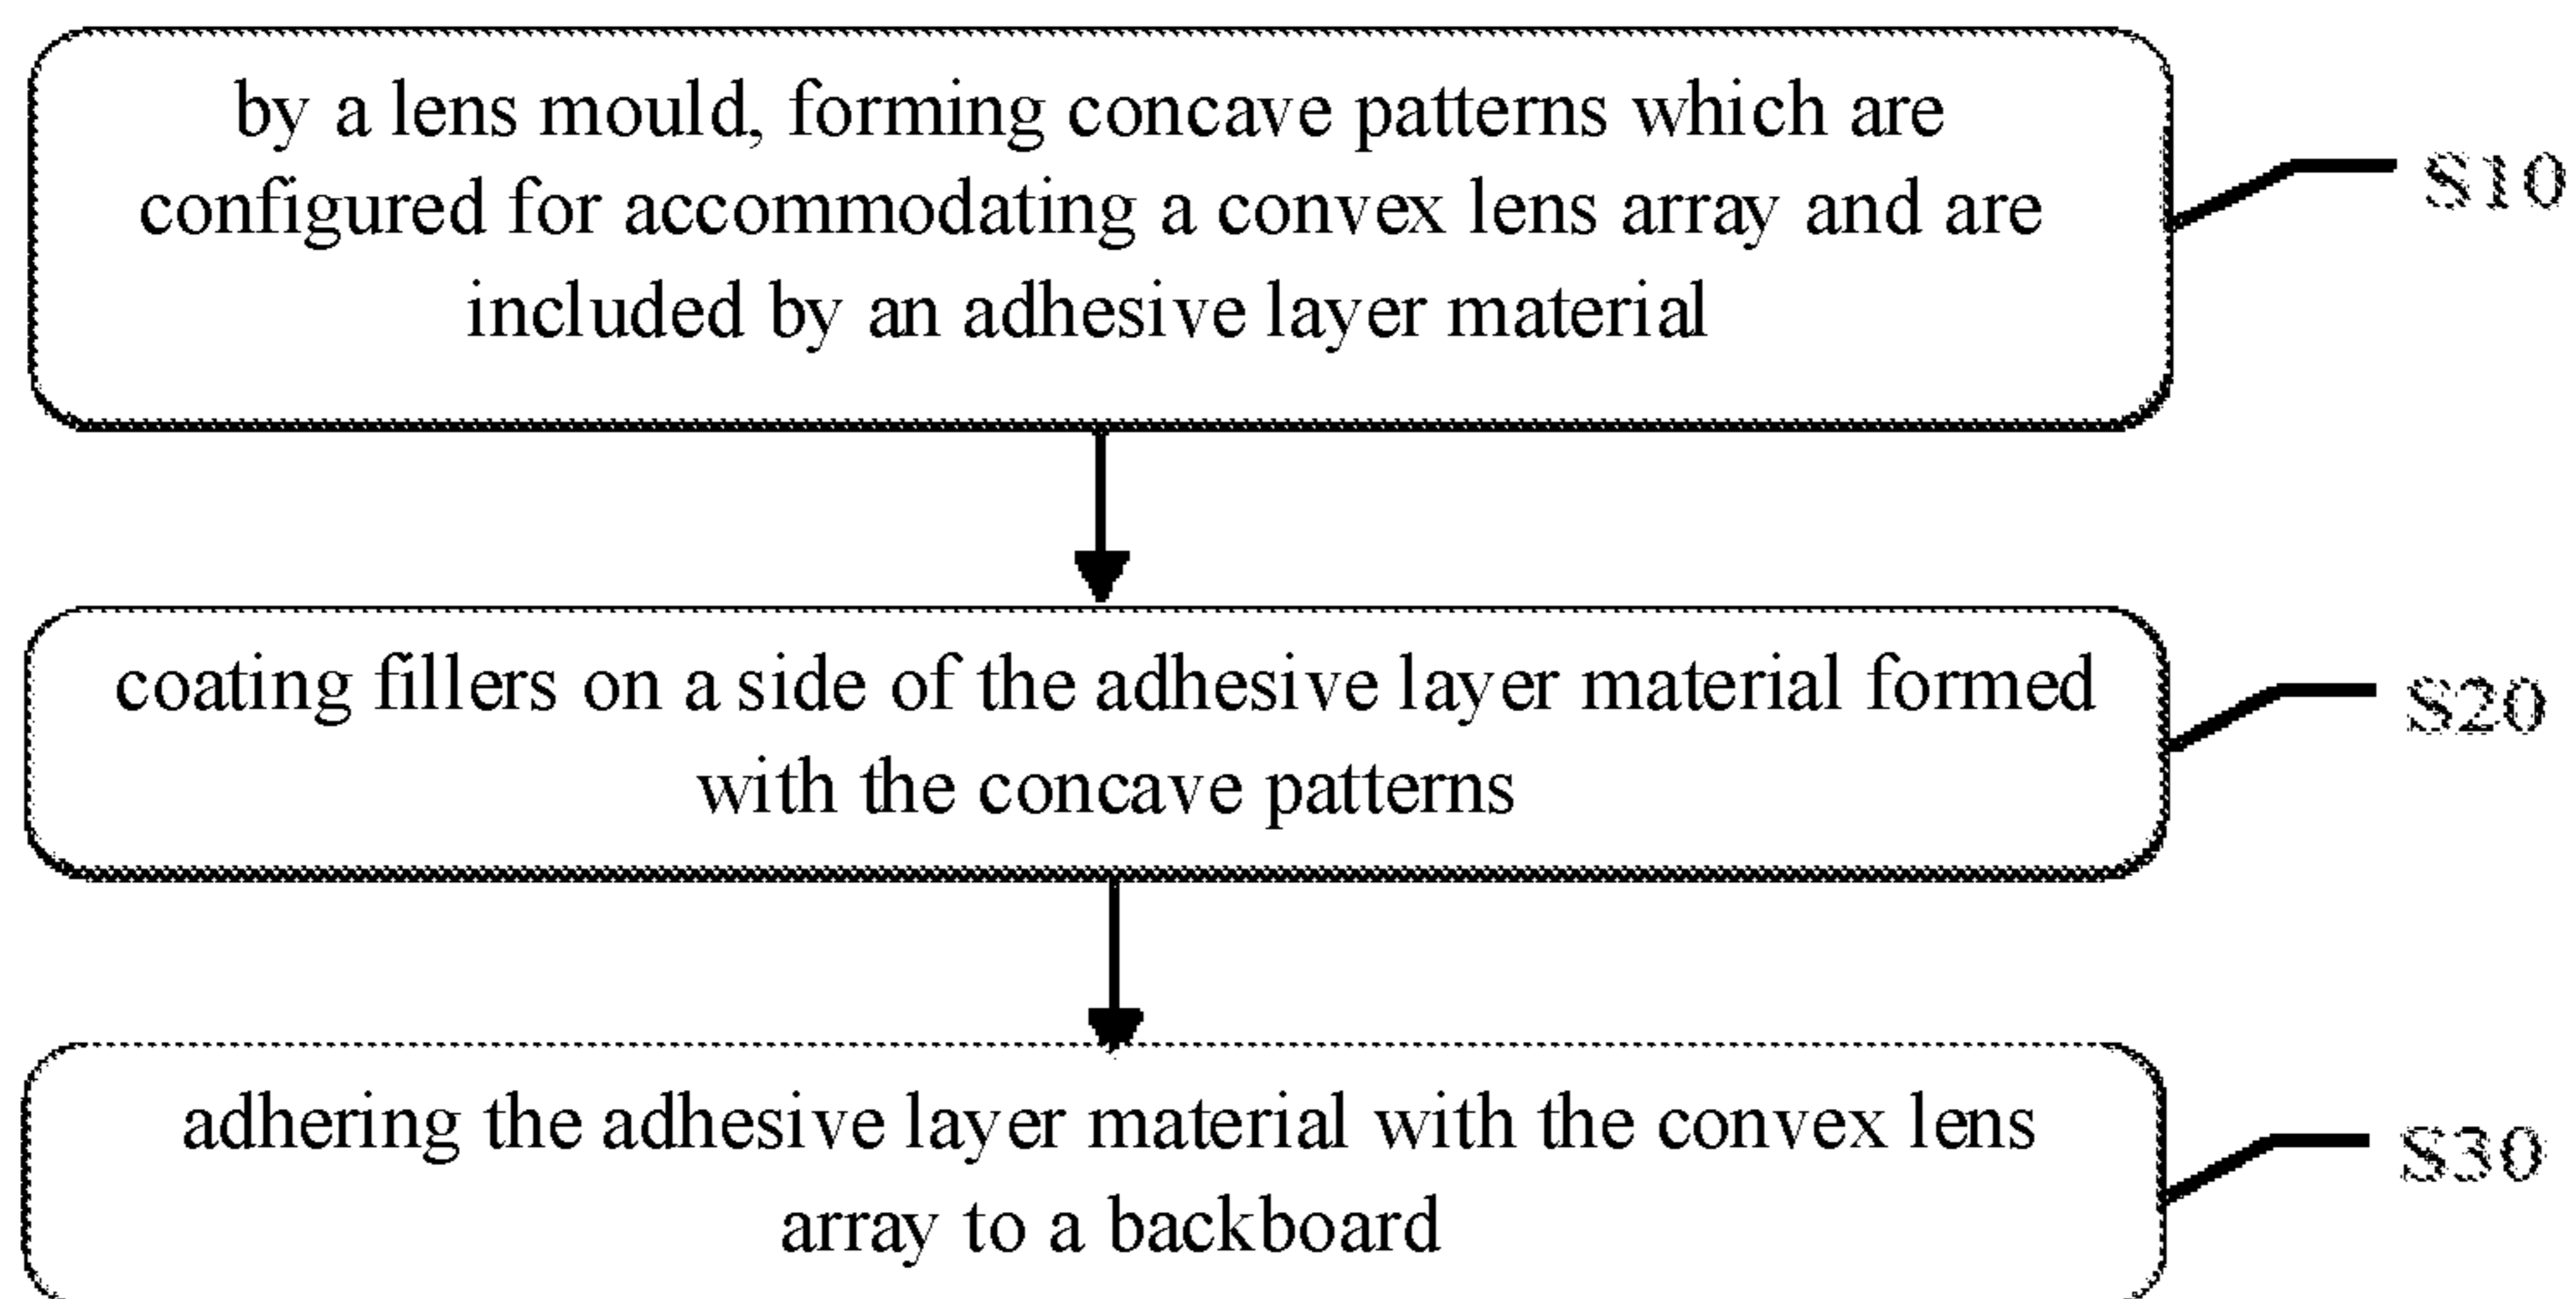 by a lens mould, forming concave patterns which are
configured for accommodating a convex lens array and are
included by an adhesive layer material
S10
coating fillers on a side of the adhesive layer material formed
with the concave patterns
S20
adhering the adhesive layer material with the convex lens
array to a backboard
S30